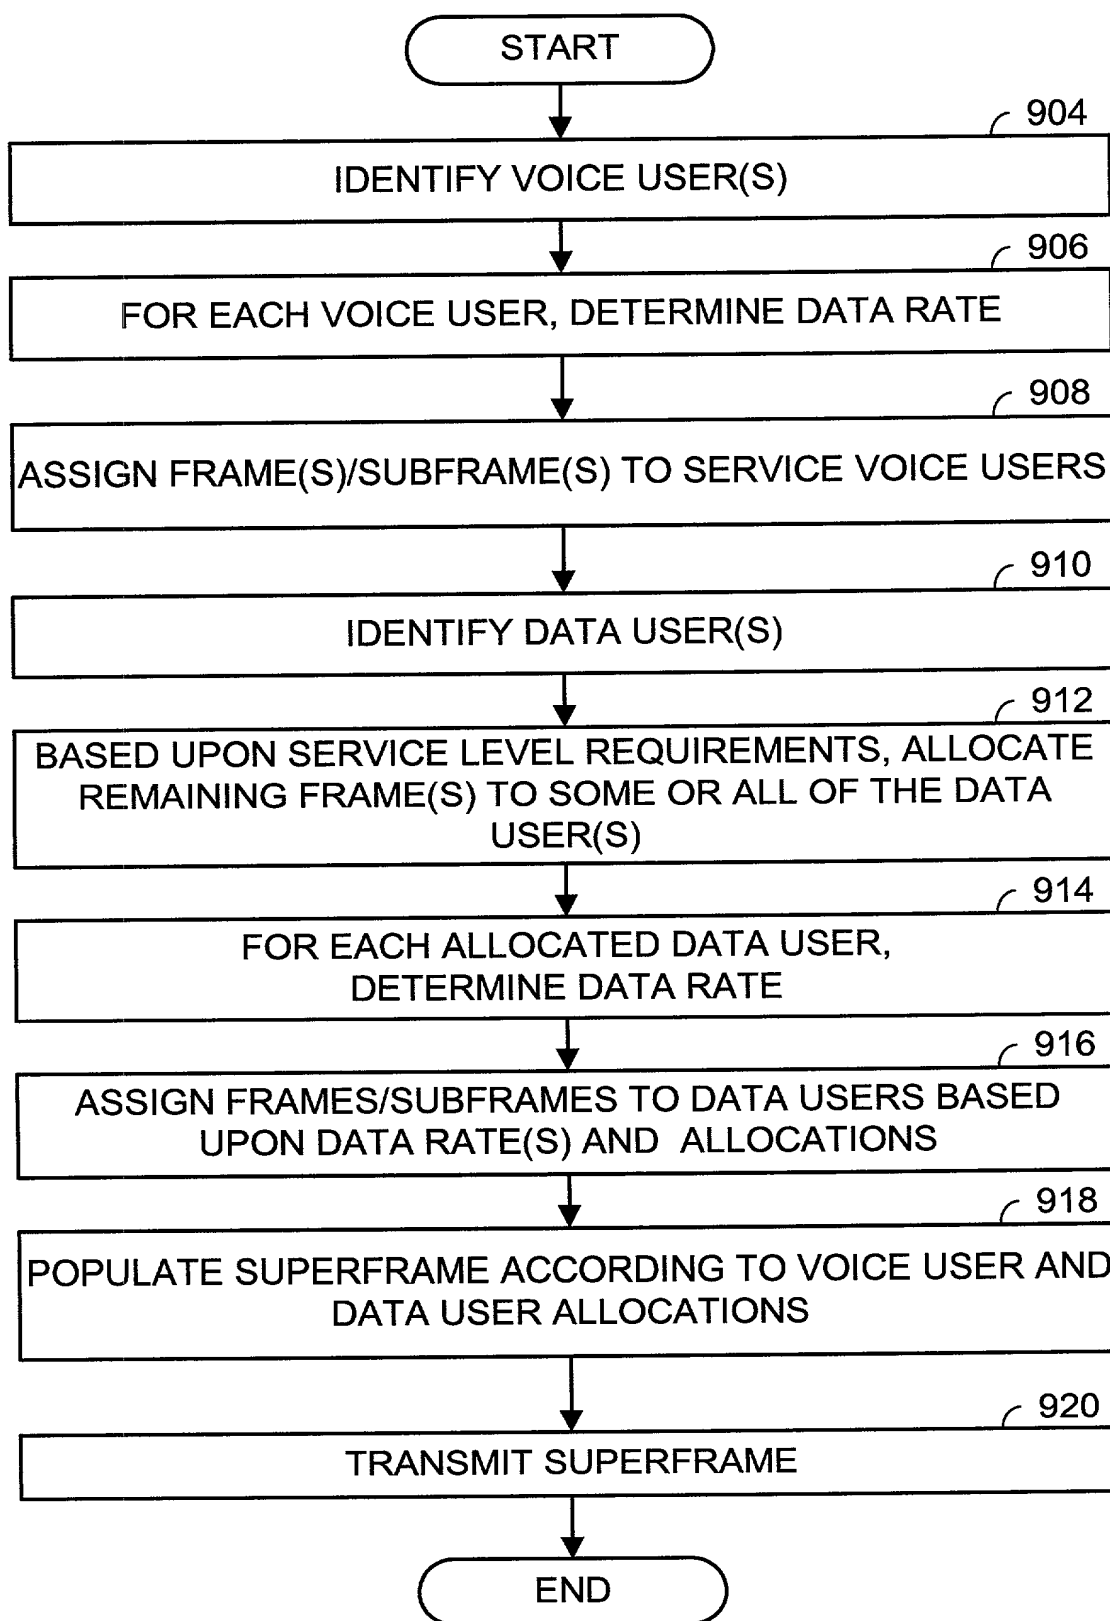 START
904
IDENTIFY VOICE USER(S)
906
FOR EACH VOICE USER, DETERMINE DATA RATE
908
ASSIGN FRAME(S)/SUBFRAME(S) TO SERVICE VOICE USERS
910
IDENTIFY DATA USER(S)
912
BASED UPON SERVICE LEVEL REQUIREMENTS, ALLOCATE
REMAINING FRAME(S) TO SOME OR ALL OF THE DATA
USER(S)
914
FOR EACH ALLOCATED DATA USER,
DETERMINE DATA RATE
916
ASSIGN FRAMES/SUBFRAMES TO DATA USERS BASED
UPON DATA RATE(S) AND ALLOCATIONS
918
POPULATE SUPERFRAME ACCORDING TO VOICE USER AND
DATA USER ALLOCATIONS
920
TRANSMIT SUPERFRAME
END